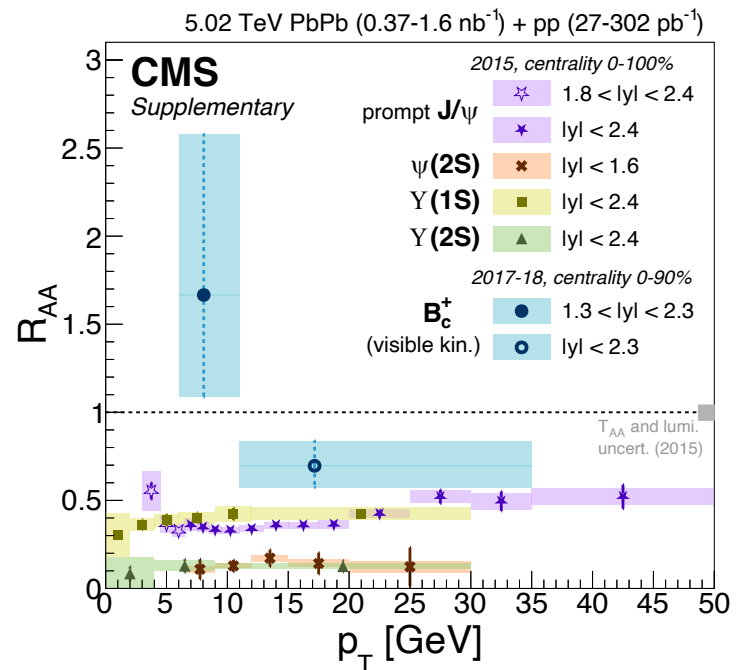 5.02 TeV PbPb (0.37-1.6 nb⁻¹) + pp (27-302 pb⁻¹)
CMS
Supplementary
2015, centrality 0-100%
prompt J/ψ
1.8 < |y| < 2.4
|y| < 2.4
ψ(2S) |y| < 1.6
Υ(1S) |y| < 2.4
Υ(2S) |y| < 2.4
2017-18, centrality 0-90%
B_c^+ 1.3 < |y| < 2.3
(visible kin.) |y| < 2.3
T_AA and lumi.
uncert. (2015)
R_AA
3
2.5
2
1.5
1
0.5
0
0 5 10 15 20 25 30 35 40 45 50
p_T [GeV]